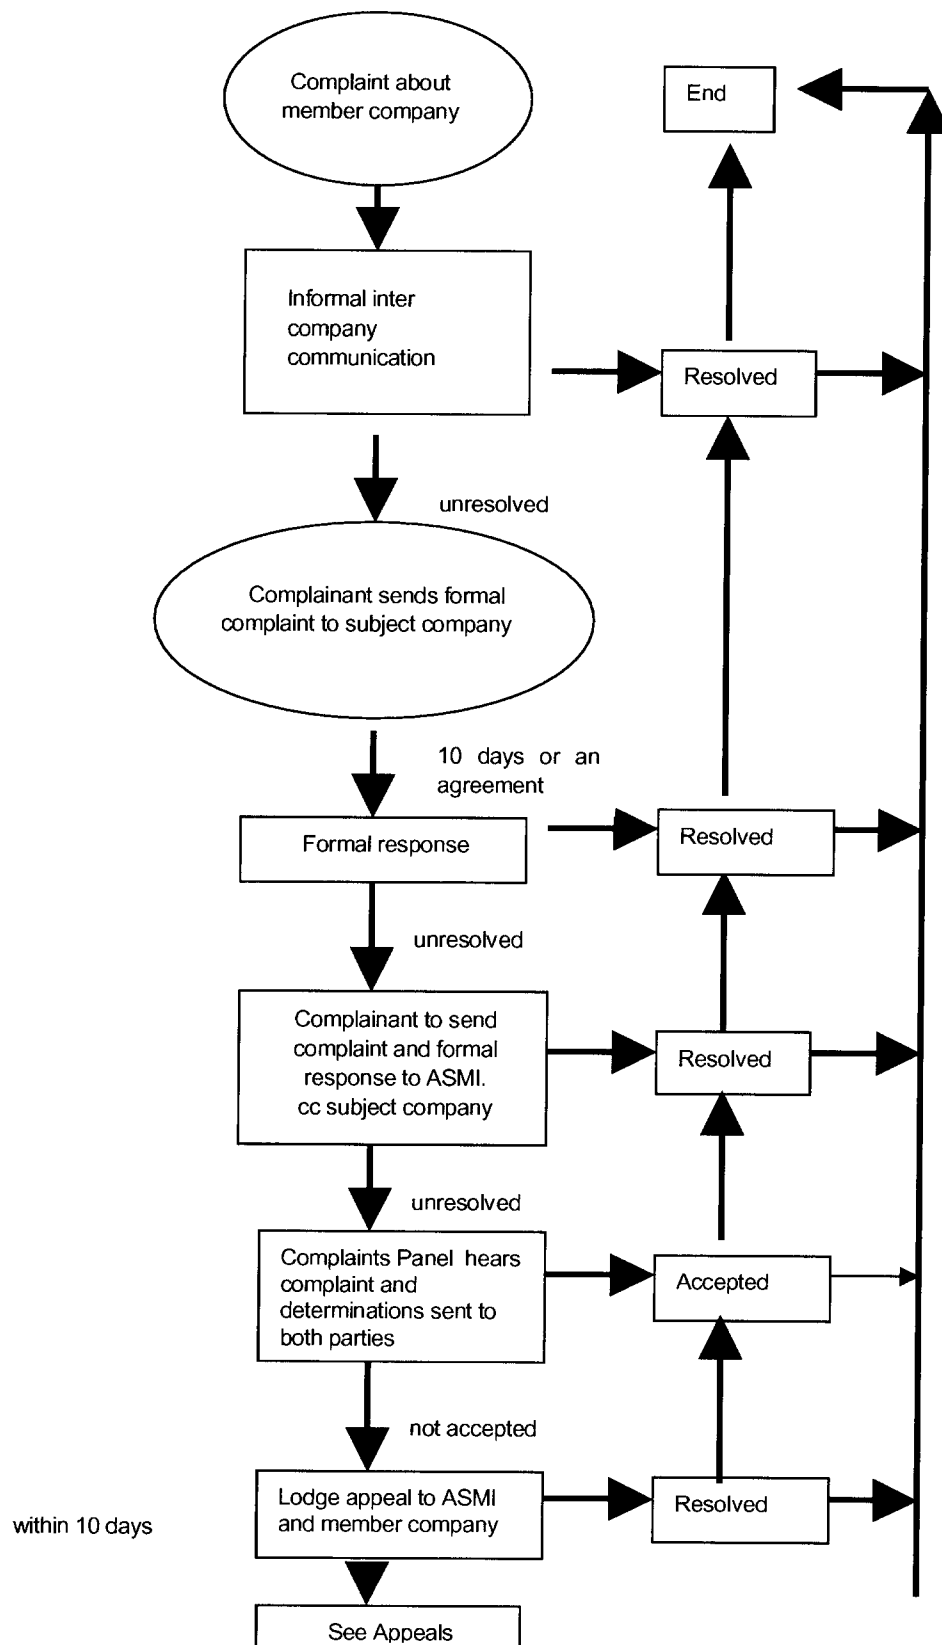 Complaint about
member company
End
Informal inter
company
communication
Resolved
unresolved
Complainant sends formal
complaint to subject company
10 days or an
agreement
Formal response
Resolved
unresolved
Complainant to send
complaint and formal
response to ASMI.
cc subject company
Resolved
unresolved
Complaints Panel hears
complaint and
determinations sent to
both parties
Accepted
not accepted
Lodge appeal to ASMI
and member company
Resolved
within 10 days
See Appeals